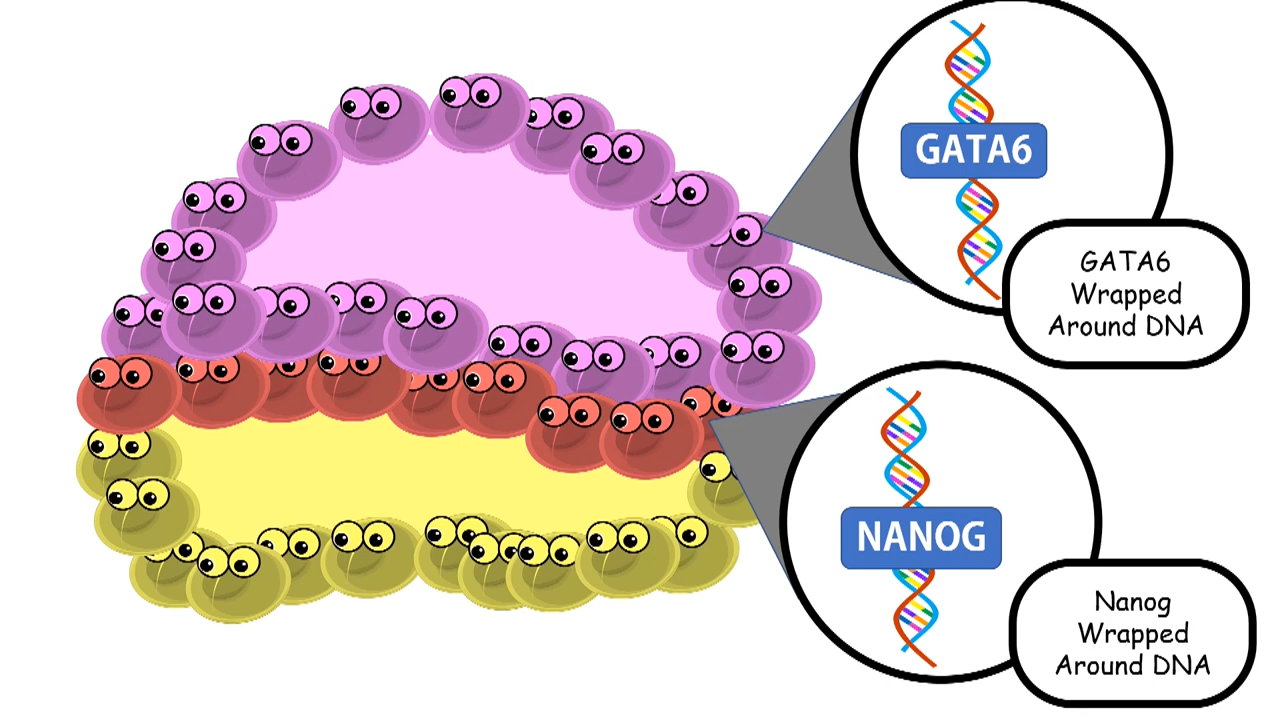 GATA6
GATA6
Wrapped
Around DNA
NANOG
Nanog
Wrapped
Around DNA